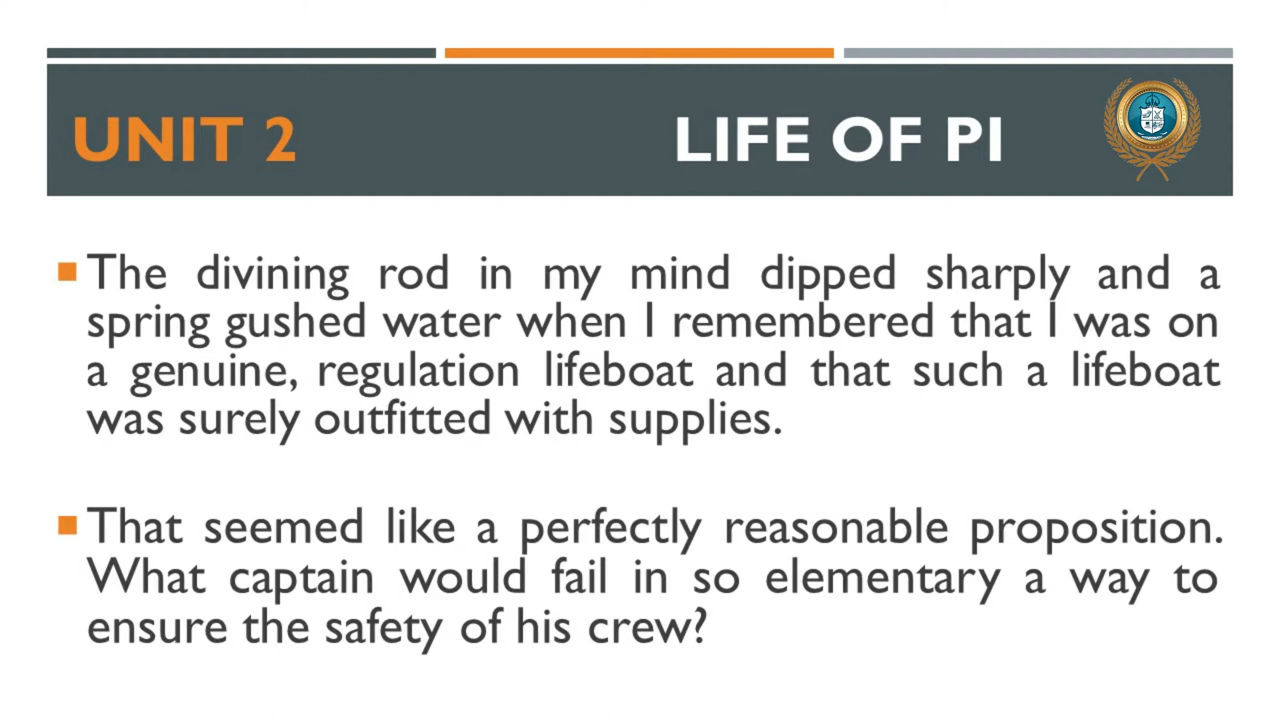 UNIT 2 LIFE OF PI
The divining rod in my mind dipped sharply and a
spring gushed water when I remembered that I was on
a genuine, regulation lifeboat and that such a lifeboat
was surely outfitted with supplies.
That seemed like a perfectly reasonable proposition.
What captain would fail in so elementary a way to
ensure the safety of his crew?